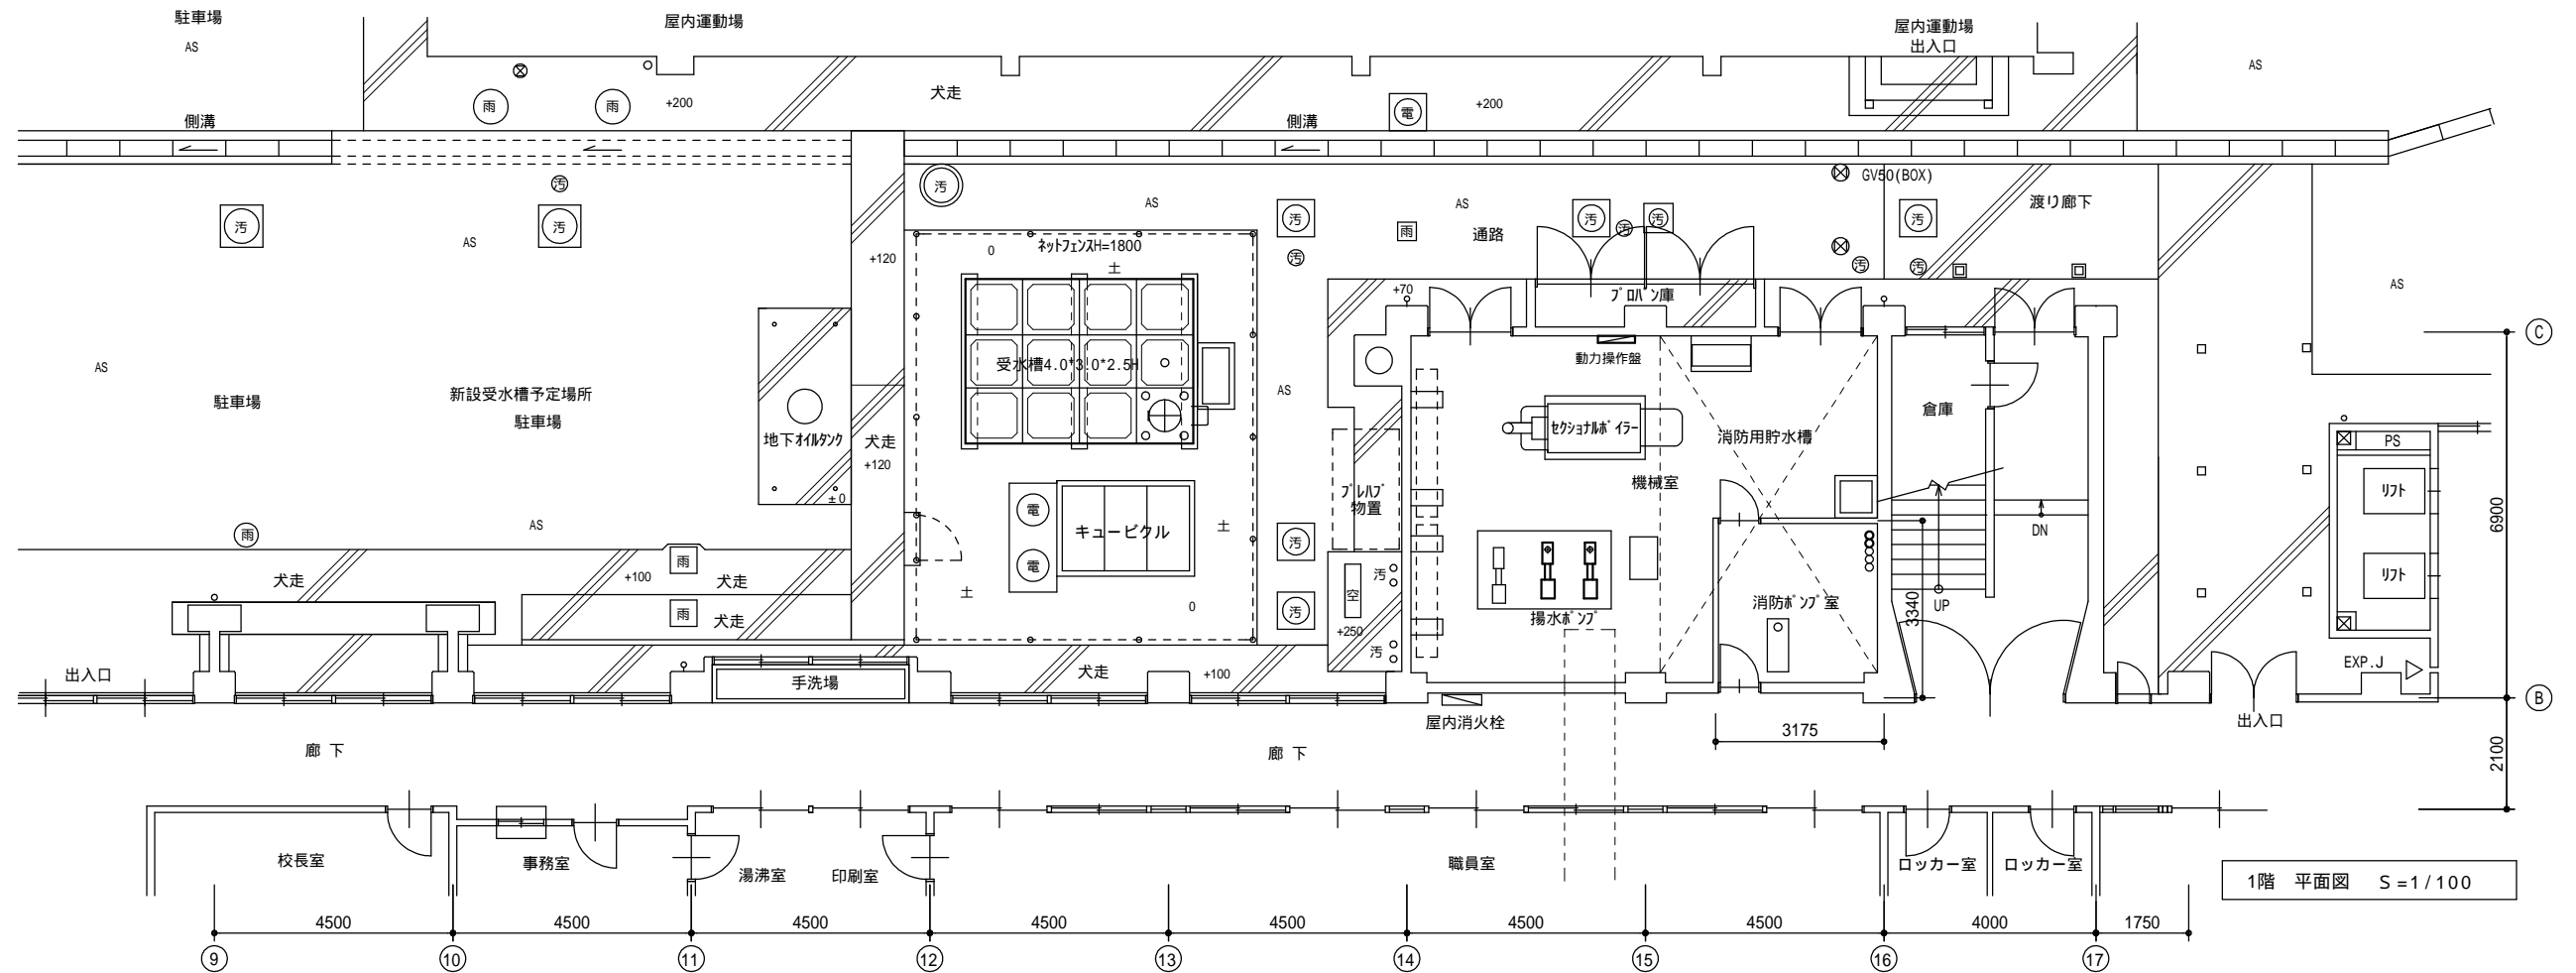 駐車場
AS
屋内運動場
屋内運動場
出入口
AS
雨
雨
+200
犬走
電
+200
側溝
側溝
汚
汚
汚
汚
AS
AS
汚
汚
AS
雨
通路
汚
汚
汚
汚
汚
GV50(BOX)
汚
汚
渡り廊下
AS
+120
0
ネットフェンスH=1800
土
+70
プロパン庫
動力操作盤
C
AS
受水槽4.0*3.0*2.5H
AS
駐車場
新設受水槽予定場所
駐車場
地下オイルタンク
犬走
+120
±0
セクショナルボイラー
消防用貯水槽
倉庫
機械室
PS
リフト
リフト
6900
雨
AS
電
電
キュービクル
土
土
0
プレハブ
物置
汚
汚
汚
汚
空
+250
揚水ポンプ
消防ポンプ室
3340
UP
DN
犬走
+100
雨
犬走
雨
犬走
出入口
手洗場
犬走
+100
EXP.J
出入口
B
屋内消火栓
3175
2100
廊 下
廊 下
校長室
事務室
湯沸室
印刷室
職員室
ロッカー室
ロッカー室
1階 平面図 S=1/100
4500
4500
4500
4500
4500
4500
4500
4000
1750
9
10
11
12
13
14
15
16
17